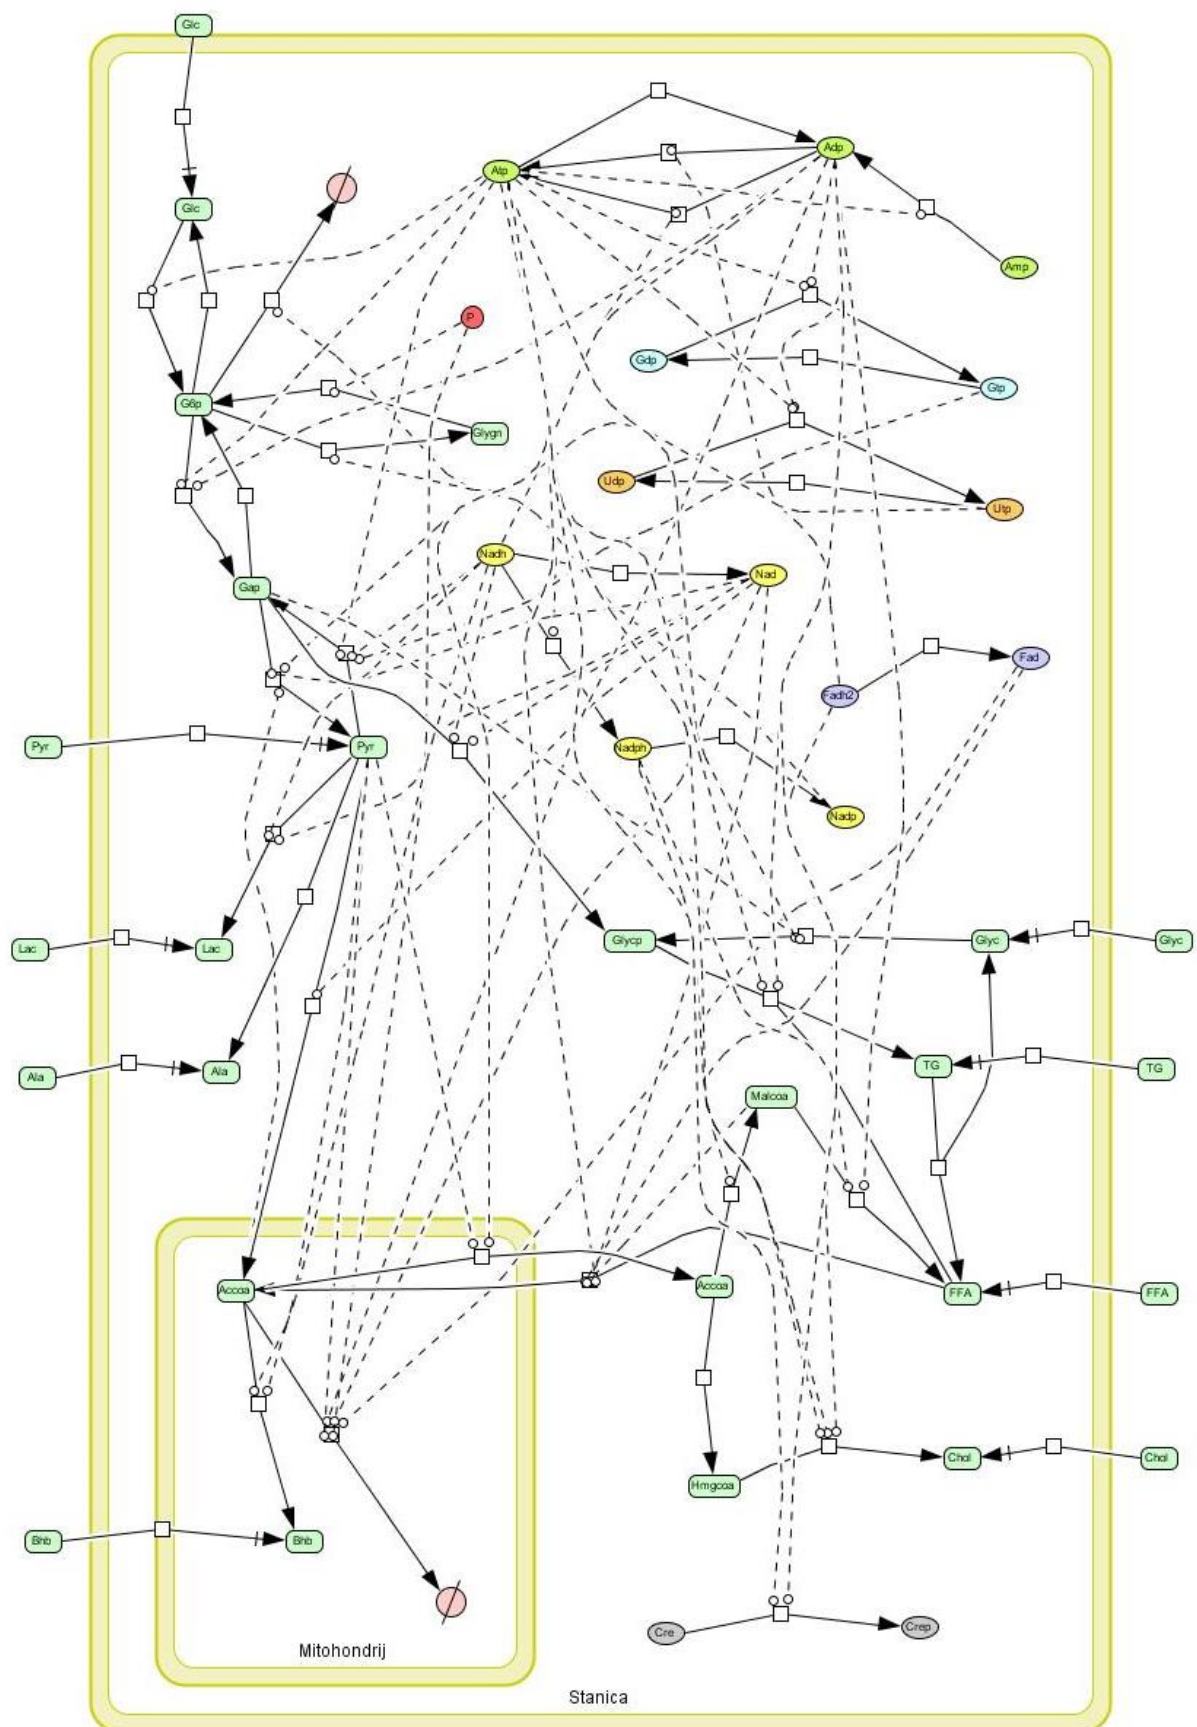 Glc
Atp
Adp
Glc
Amp
P
Gdp
Gtp
G6p
Glygn
Udp
Utp
Nadh
Nad
Gap
Fad
Fadh2
Pyr
Pyr
Nadph
Nadp
Lac
Lac
Glycp
Glyc
Glyc
Ala
Ala
TG
TG
Malcoa
Accoa
Accoa
FFA
FFA
Hmgcoa
Chol
Chol
Bhb
Bhb
Cre
Crep
Mitohondrij
Stanica